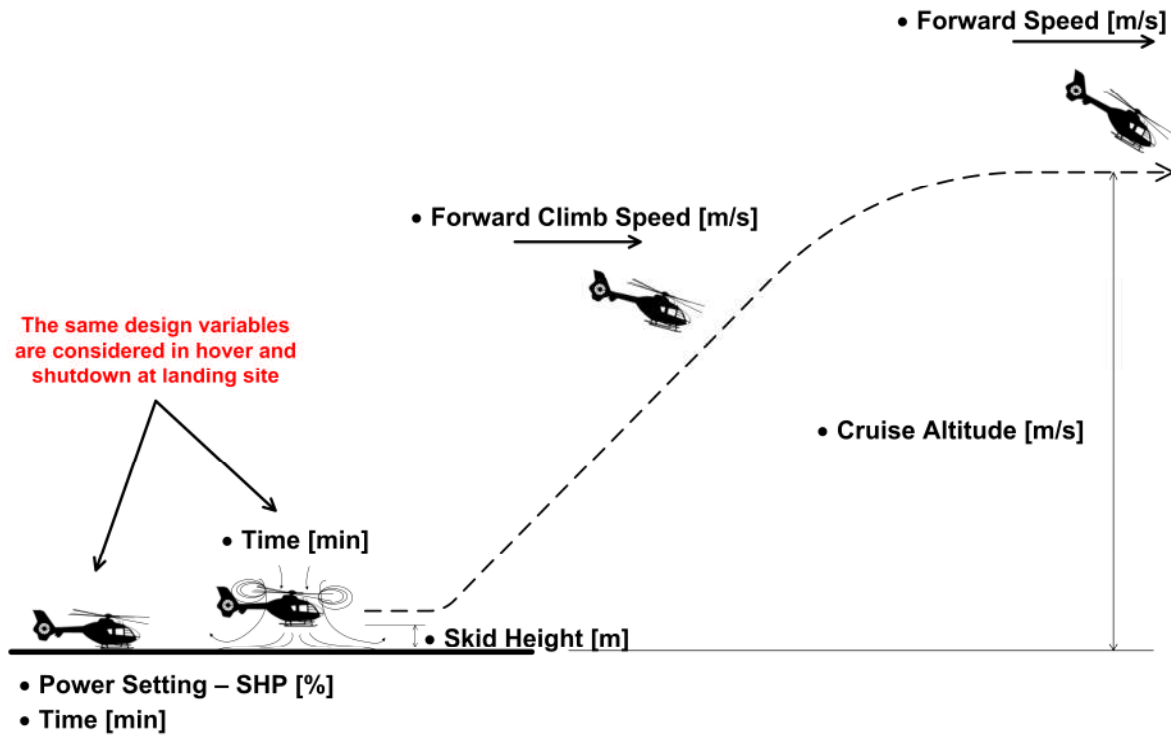 • Forward Speed [m/s]
• Forward Climb Speed [m/s]
The same design variables
are considered in hover and
shutdown at landing site
• Cruise Altitude [m/s]
• Time [min]
• Skid Height [m]
• Power Setting – SHP [%]
• Time [min]